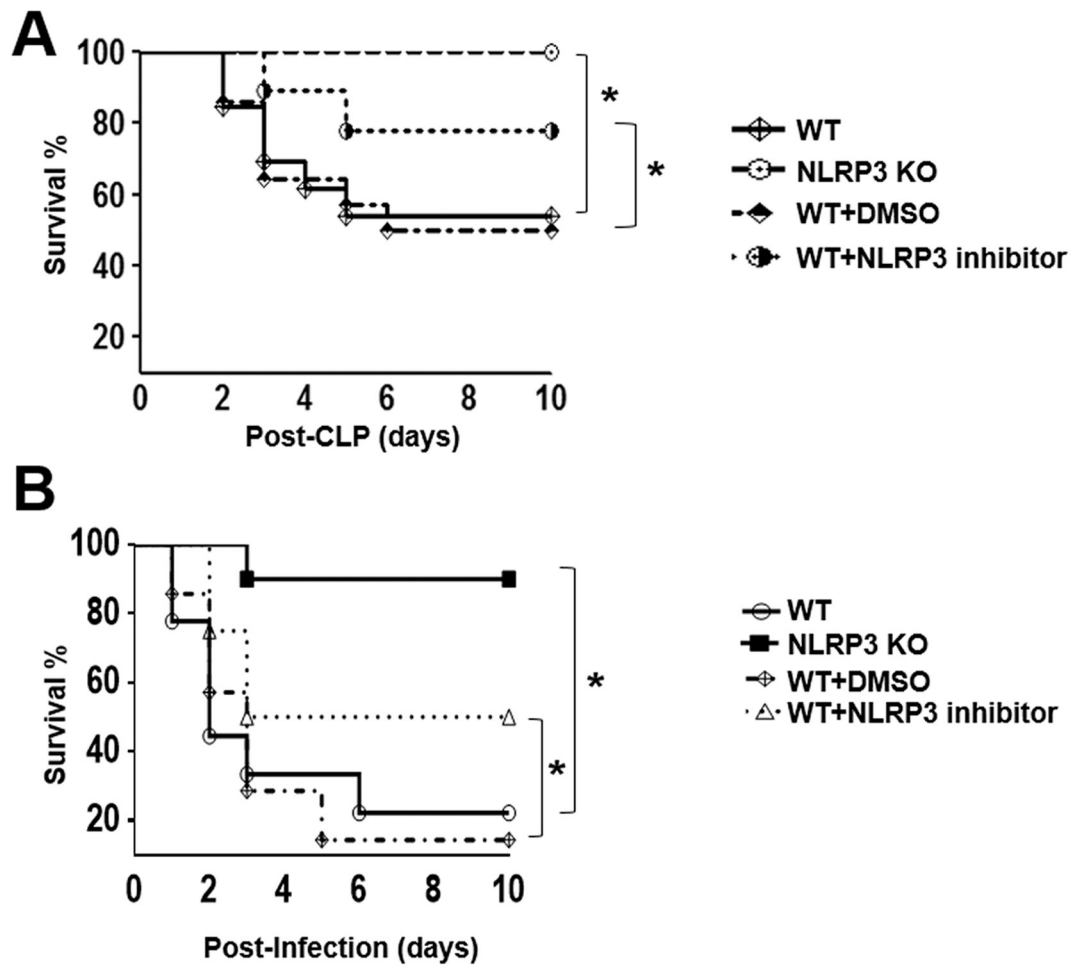 A
100
80
60
40
20
Survival %
0 2 4 6 8 10
Post-CLP (days)
*
*
WT
NLRP3 KO
WT+DMSO
WT+NLRP3 inhibitor
B
100
80
60
40
20
Survival %
0 2 4 6 8 10
Post-Infection (days)
*
*
WT
NLRP3 KO
WT+DMSO
WT+NLRP3 inhibitor